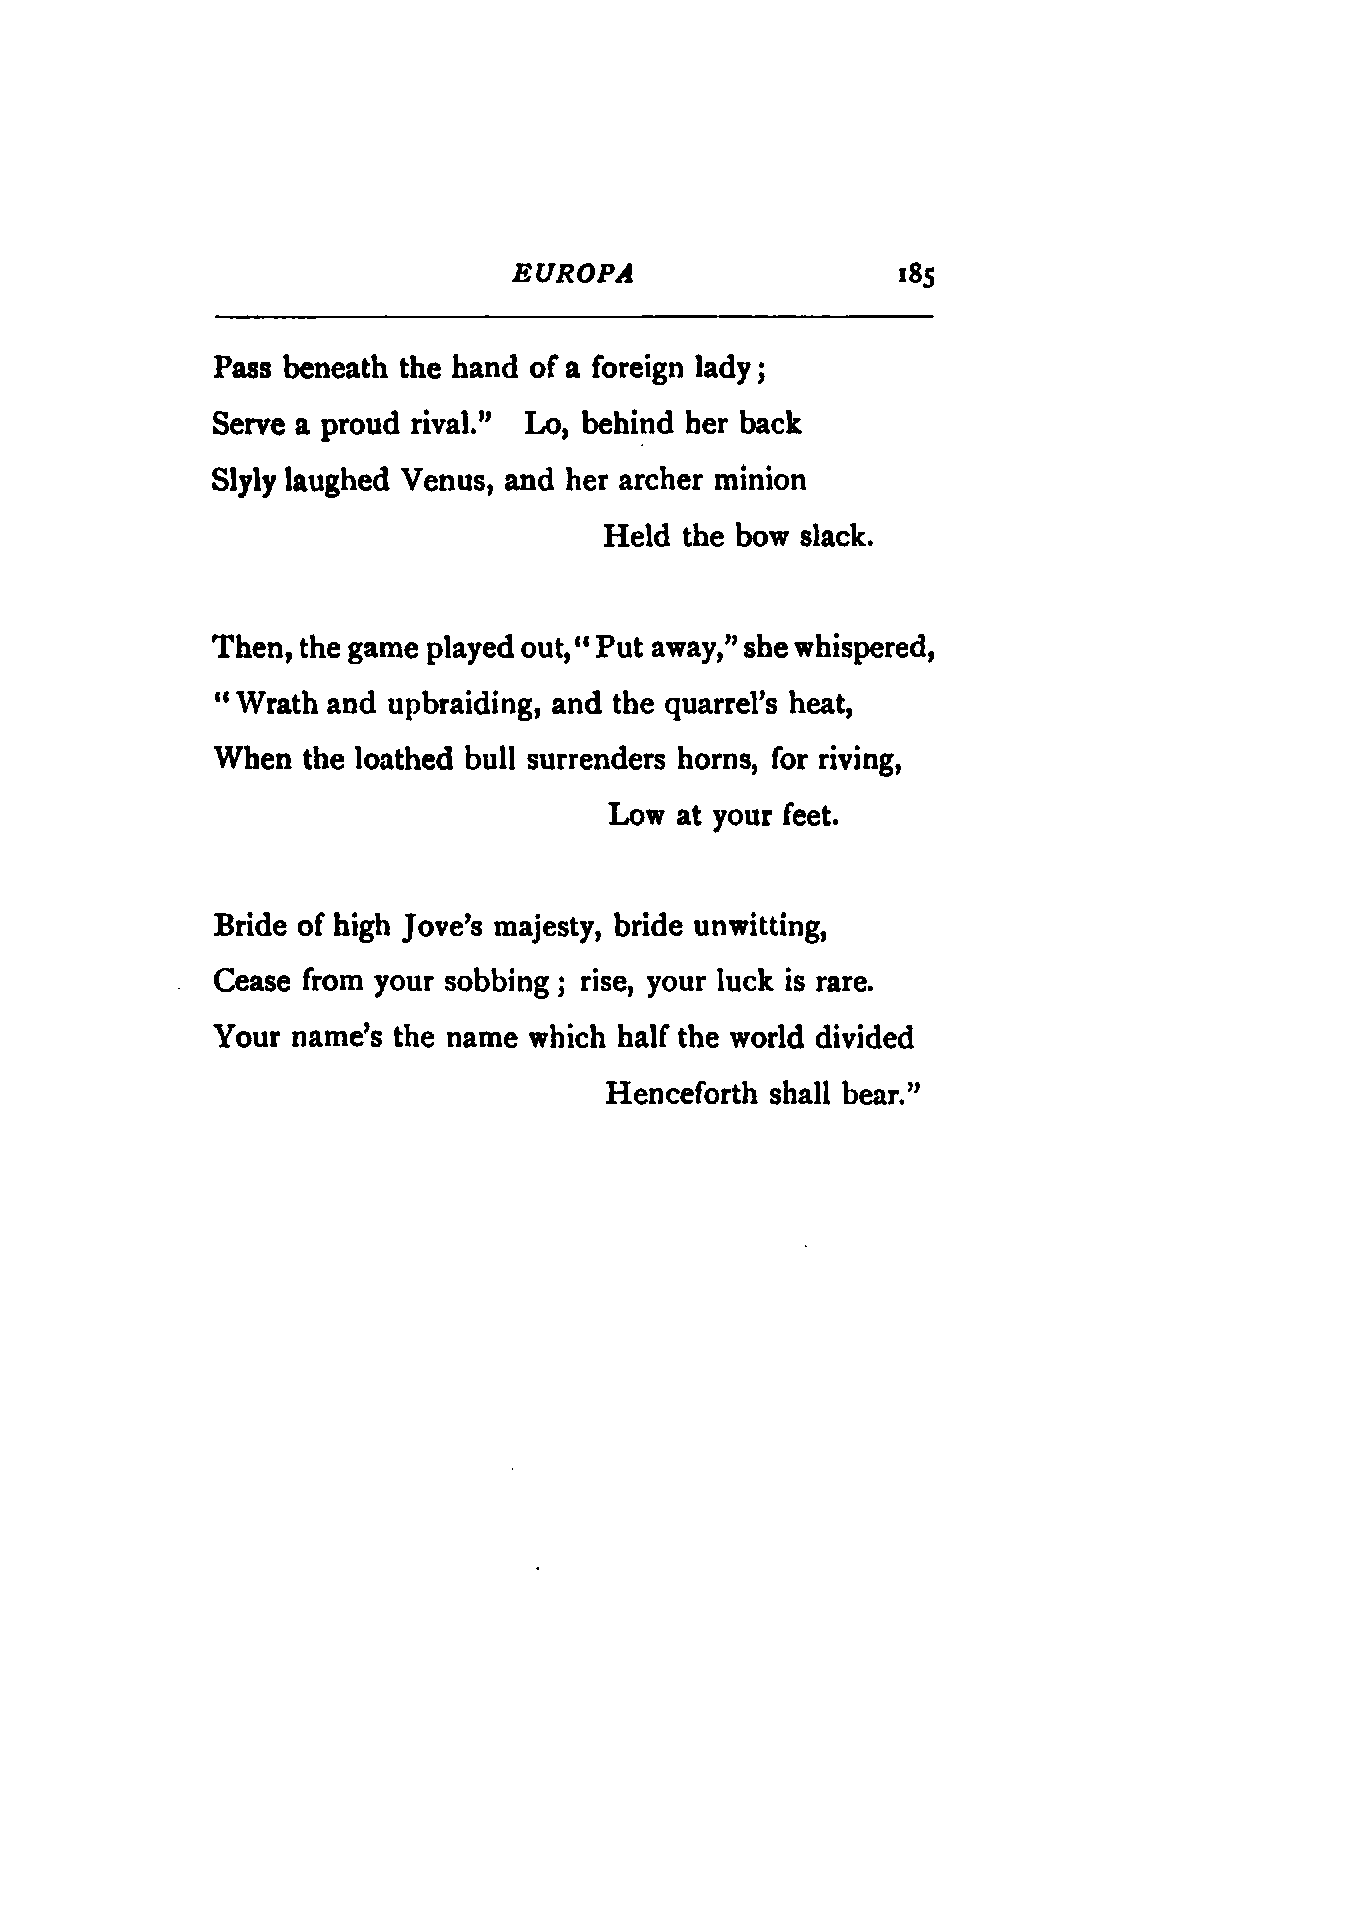 EUROPA 185
Pass beneath the hand of a foreign lady;
Serve a proud rival." Lo, behind her back
Slyly laughed Venus, and her archer minion
Held the bow slack.
Then, the game played out, "Put away," she whispered,
"Wrath and upbraiding, and the quarrel's heat,
When the loathed bull surrenders horns, for riving,
Low at your feet.
Bride of high Jove's majesty, bride unwitting,
Cease from your sobbing; rise, your luck is rare.
Your name's the name which half the world divided
Henceforth shall bear."